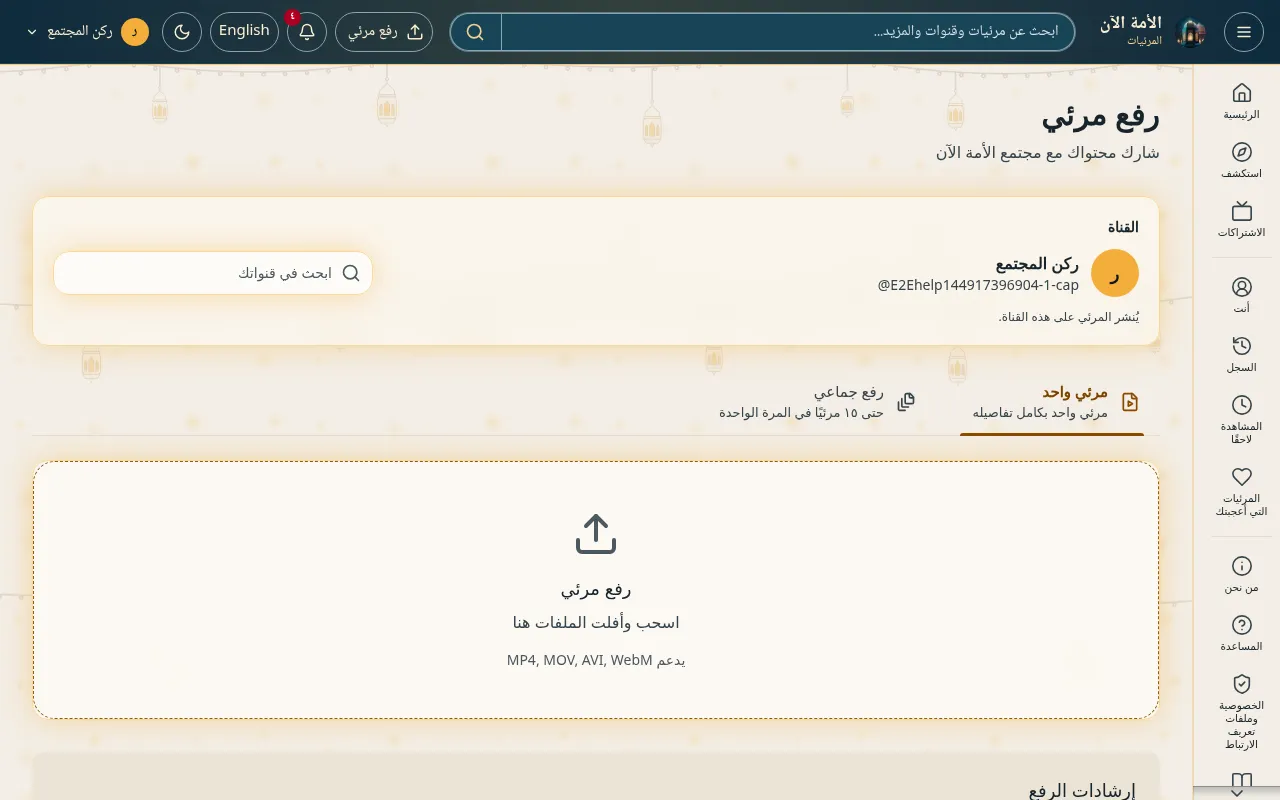 الأمة الآن
المرئيات
ابحث عن مرئيات وقنوات والمزيد...
رفع مرئي
٤
English
ر
ركن المجتمع
الرئيسية
استكشف
الاشتراكات
أنت
السجل
المشاهدة
لاحقًا
المرئيات
التي أعجبتك
من نحن
المساعدة
الخصوصية
وملفات
تعريف
الارتباط
رفع مرئي
شارك محتواك مع مجتمع الأمة الآن
القناة
ر
ركن المجتمع
@E2Ehelp144917396904-1-cap
يُنشر المرئي على هذه القناة.
ابحث في قنواتك
مرئي واحد
مرئي واحد بكامل تفاصيله
رفع جماعي
حتى ١٥ مرئيًا في المرة الواحدة
رفع مرئي
اسحب وأفلت الملفات هنا
يدعم MP4, MOV, AVI, WebM
إرشادات الرفع